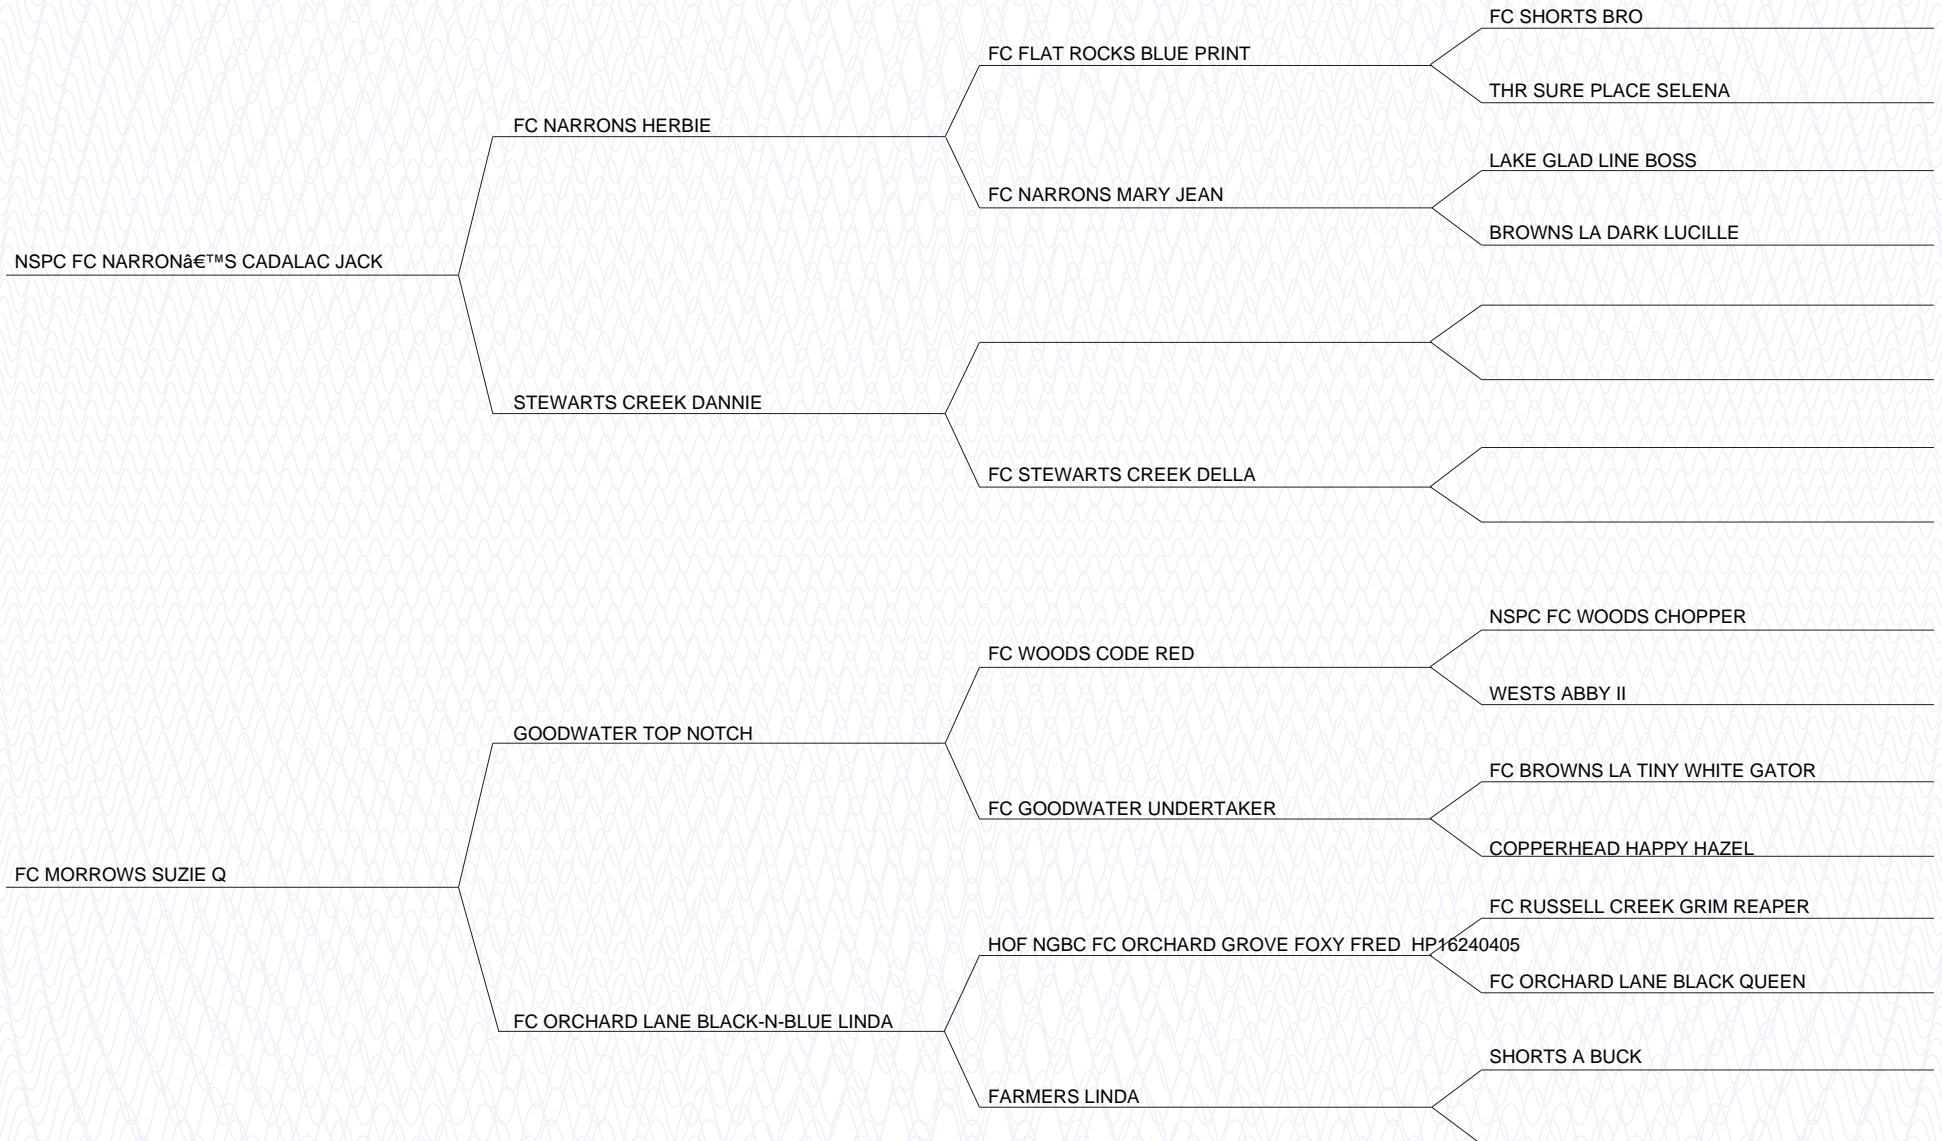 FC SHORTS BRO
FC FLAT ROCKS BLUE PRINT
THR SURE PLACE SELENA
FC NARRONS HERBIE
LAKE GLAD LINE BOSS
FC NARRONS MARY JEAN
BROWNS LA DARK LUCILLE
NSPC FC NARRONâ€™S CADALAC JACK
STEWARTS CREEK DANNIE
FC STEWARTS CREEK DELLA
NSPC FC WOODS CHOPPER
FC WOODS CODE RED
WESTS ABBY II
GOODWATER TOP NOTCH
FC BROWNS LA TINY WHITE GATOR
FC GOODWATER UNDERTAKER
COPPERHEAD HAPPY HAZEL
FC MORROWS SUZIE Q
FC RUSSELL CREEK GRIM REAPER
HOF NGBC FC ORCHARD GROVE FOXY FRED  HP16240405
FC ORCHARD LANE BLACK QUEEN
FC ORCHARD LANE BLACK-N-BLUE LINDA
SHORTS A BUCK
FARMERS LINDA